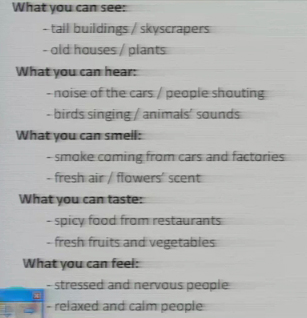 What you can see:
- tall buildings / skyscrapers
- old houses / plants
What you can hear:
- noise of the cars / people shouting
- birds singing / animals' sounds
What you can smell:
- smoke coming from cars and factories
- fresh air / flowers' scent
What you can taste:
- spicy food from restaurants
- fresh fruits and vegetables
What you can feel:
- stressed and nervous people
- relaxed and calm people